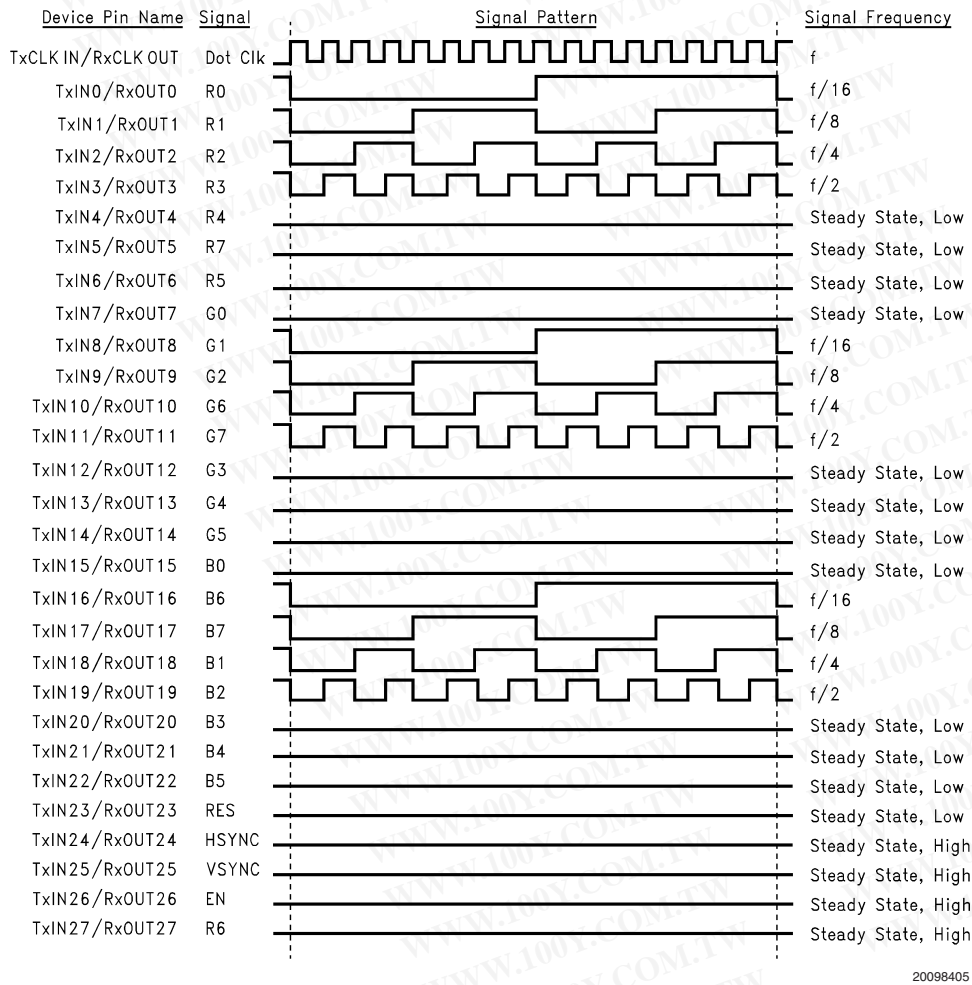 Device Pin Name Signal Signal Pattern Signal Frequency
TxCLK IN/RxCLK OUT Dot Clk f
TxIN0/RxOUT0 R0 f/16
TxIN1/RxOUT1 R1 f/8
TxIN2/RxOUT2 R2 f/4
TxIN3/RxOUT3 R3 f/2
TxIN4/RxOUT4 R4 Steady State, Low
TxIN5/RxOUT5 R7 Steady State, Low
TxIN6/RxOUT6 R5 Steady State, Low
TxIN7/RxOUT7 G0 Steady State, Low
TxIN8/RxOUT8 G1 f/16
TxIN9/RxOUT9 G2 f/8
TxIN10/RxOUT10 G6 f/4
TxIN11/RxOUT11 G7 f/2
TxIN12/RxOUT12 G3 Steady State, Low
TxIN13/RxOUT13 G4 Steady State, Low
TxIN14/RxOUT14 G5 Steady State, Low
TxIN15/RxOUT15 B0 Steady State, Low
TxIN16/RxOUT16 B6 f/16
TxIN17/RxOUT17 B7 f/8
TxIN18/RxOUT18 B1 f/4
TxIN19/RxOUT19 B2 f/2
TxIN20/RxOUT20 B3 Steady State, Low
TxIN21/RxOUT21 B4 Steady State, Low
TxIN22/RxOUT22 B5 Steady State, Low
TxIN23/RxOUT23 RES Steady State, Low
TxIN24/RxOUT24 HSYNC Steady State, High
TxIN25/RxOUT25 VSYNC Steady State, High
TxIN26/RxOUT26 EN Steady State, High
TxIN27/RxOUT27 R6 Steady State, High
20098405
WWW.100Y.COM.TW